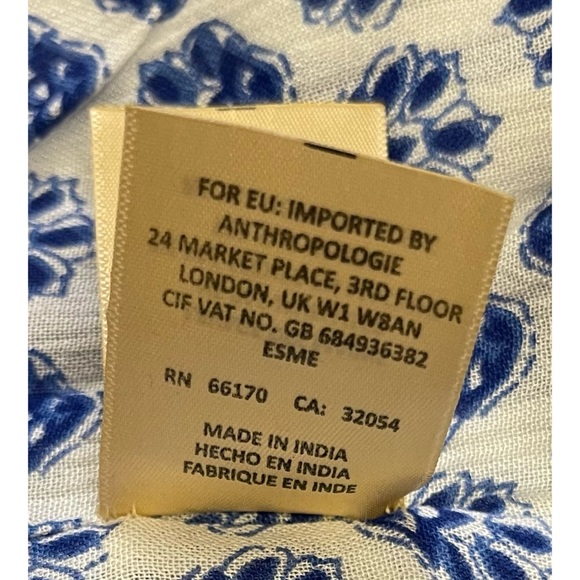 FOR EU: IMPORTED BY
ANTHROPOLOGIE
24 MARKET PLACE, 3RD FLOOR
LONDON, UK W1 W8AN
CIF VAT NO. GB 684936382
ESME
RN 66170 CA: 32054
MADE IN INDIA
HECHO EN INDIA
FABRIQUE EN INDE